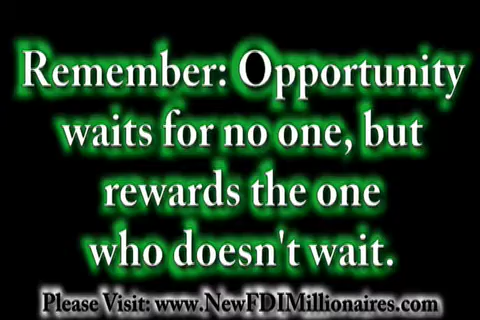 Remember: Opportunity
waits for no one, but
rewards the one
who doesn't wait.
Please Visit: www.NewFDIMillionaires.com